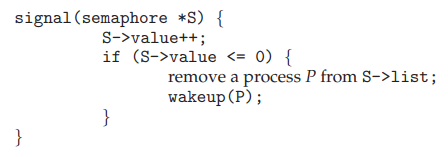 signal(semaphore *S) {
S->value++;
if (S->value <= 0) {
remove a process P from S->list;
wakeup(P);
}
}